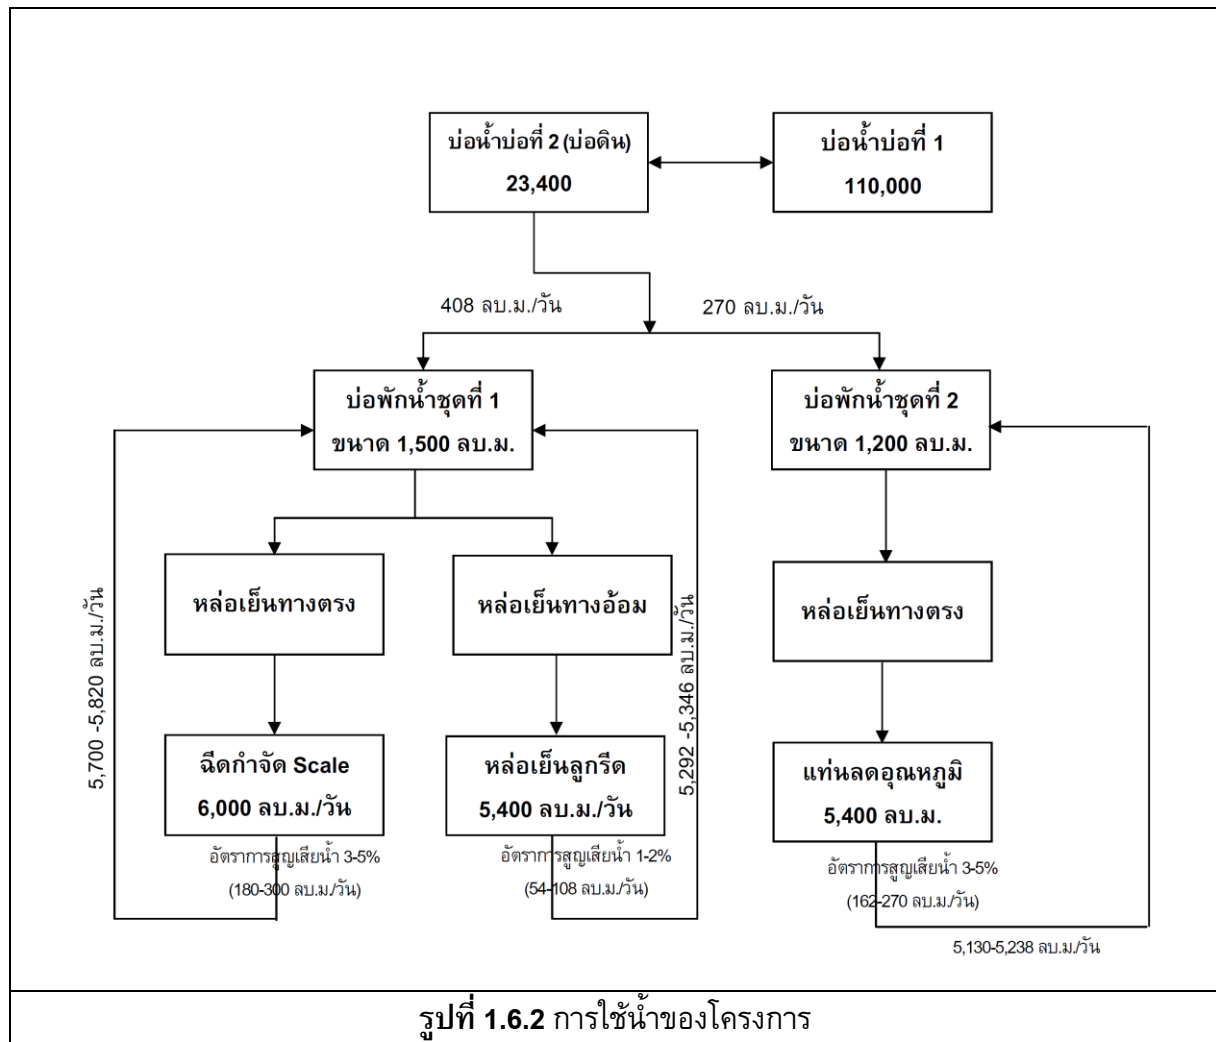 บ่อน้ำบ่อที่ 2 (บ่อดิน)
23,400
บ่อน้ำบ่อที่ 1
110,000
408 ลบ.ม./วัน
270 ลบ.ม./วัน
บ่อพักน้ำชุดที่ 1
ขนาด 1,500 ลบ.ม.
บ่อพักน้ำชุดที่ 2
ขนาด 1,200 ลบ.ม.
หล่อเย็นทางตรง
หล่อเย็นทางอ้อม
หล่อเย็นทางตรง
5,700 -5,820 ลบ.ม./วัน
5,292 -5,346 ลบ.ม./วัน
ฉีดกำจัด Scale
6,000 ลบ.ม./วัน
หล่อเย็นลูกรีด
5,400 ลบ.ม./วัน
แท่นลดอุณหภูมิ
5,400 ลบ.ม.
อัตราการสูญเสียน้ำ 3-5%
(180-300 ลบ.ม./วัน)
อัตราการสูญเสียน้ำ 1-2%
(54-108 ลบ.ม./วัน)
อัตราการสูญเสียน้ำ 3-5%
(162-270 ลบ.ม./วัน)
5,130-5,238 ลบ.ม./วัน
รูปที่ 1.6.2 การใช้น้ำของโครงการ